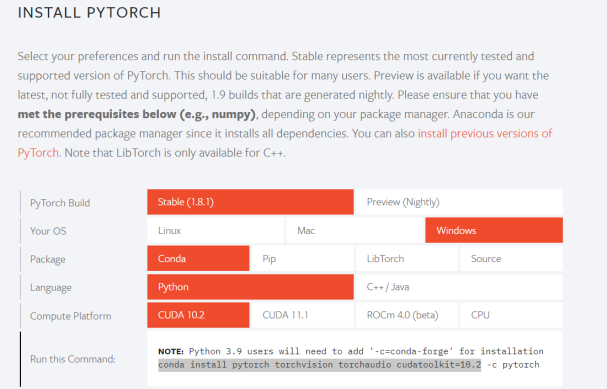 INSTALL PYTORCH
Select your preferences and run the install command. Stable represents the most currently tested and
supported version of PyTorch. This should be suitable for many users. Preview is available if you want the
latest, not fully tested and supported, 1.9 builds that are generated nightly. Please ensure that you have
met the prerequisites below (e.g., numpy), depending on your package manager. Anaconda is our
recommended package manager since it installs all dependencies. You can also install previous versions of
PyTorch. Note that LibTorch is only available for C++.
PyTorch Build Stable (1.8.1) Preview (Nightly)
Your OS Linux Mac Windows
Package Conda Pip LibTorch Source
Language Python C++ / Java
Compute Platform CUDA 10.2 CUDA 11.1 ROCm 4.0 (beta) CPU
NOTE: Python 3.9 users will need to add '-c=conda-forge' for installation
Run this Command: conda install pytorch torchvision torchaudio cudatoolkit=10.2 -c pytorch